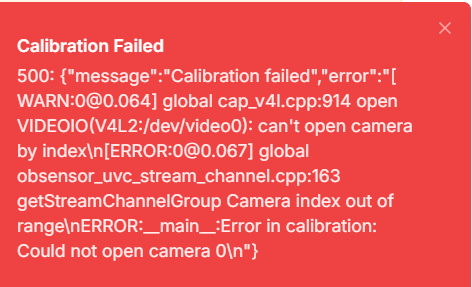 Calibration Failed
500: {"message":"Calibration failed","error":"[
WARN:0@0.064] global cap_v4l.cpp:914 open
VIDEOIO(V4L2:/dev/video0): can't open camera
by index\n[ERROR:0@0.067] global
obsensor_uvc_stream_channel.cpp:163
getStreamChannelGroup Camera index out of
range\nERROR:__main__:Error in calibration:
Could not open camera 0\n"}